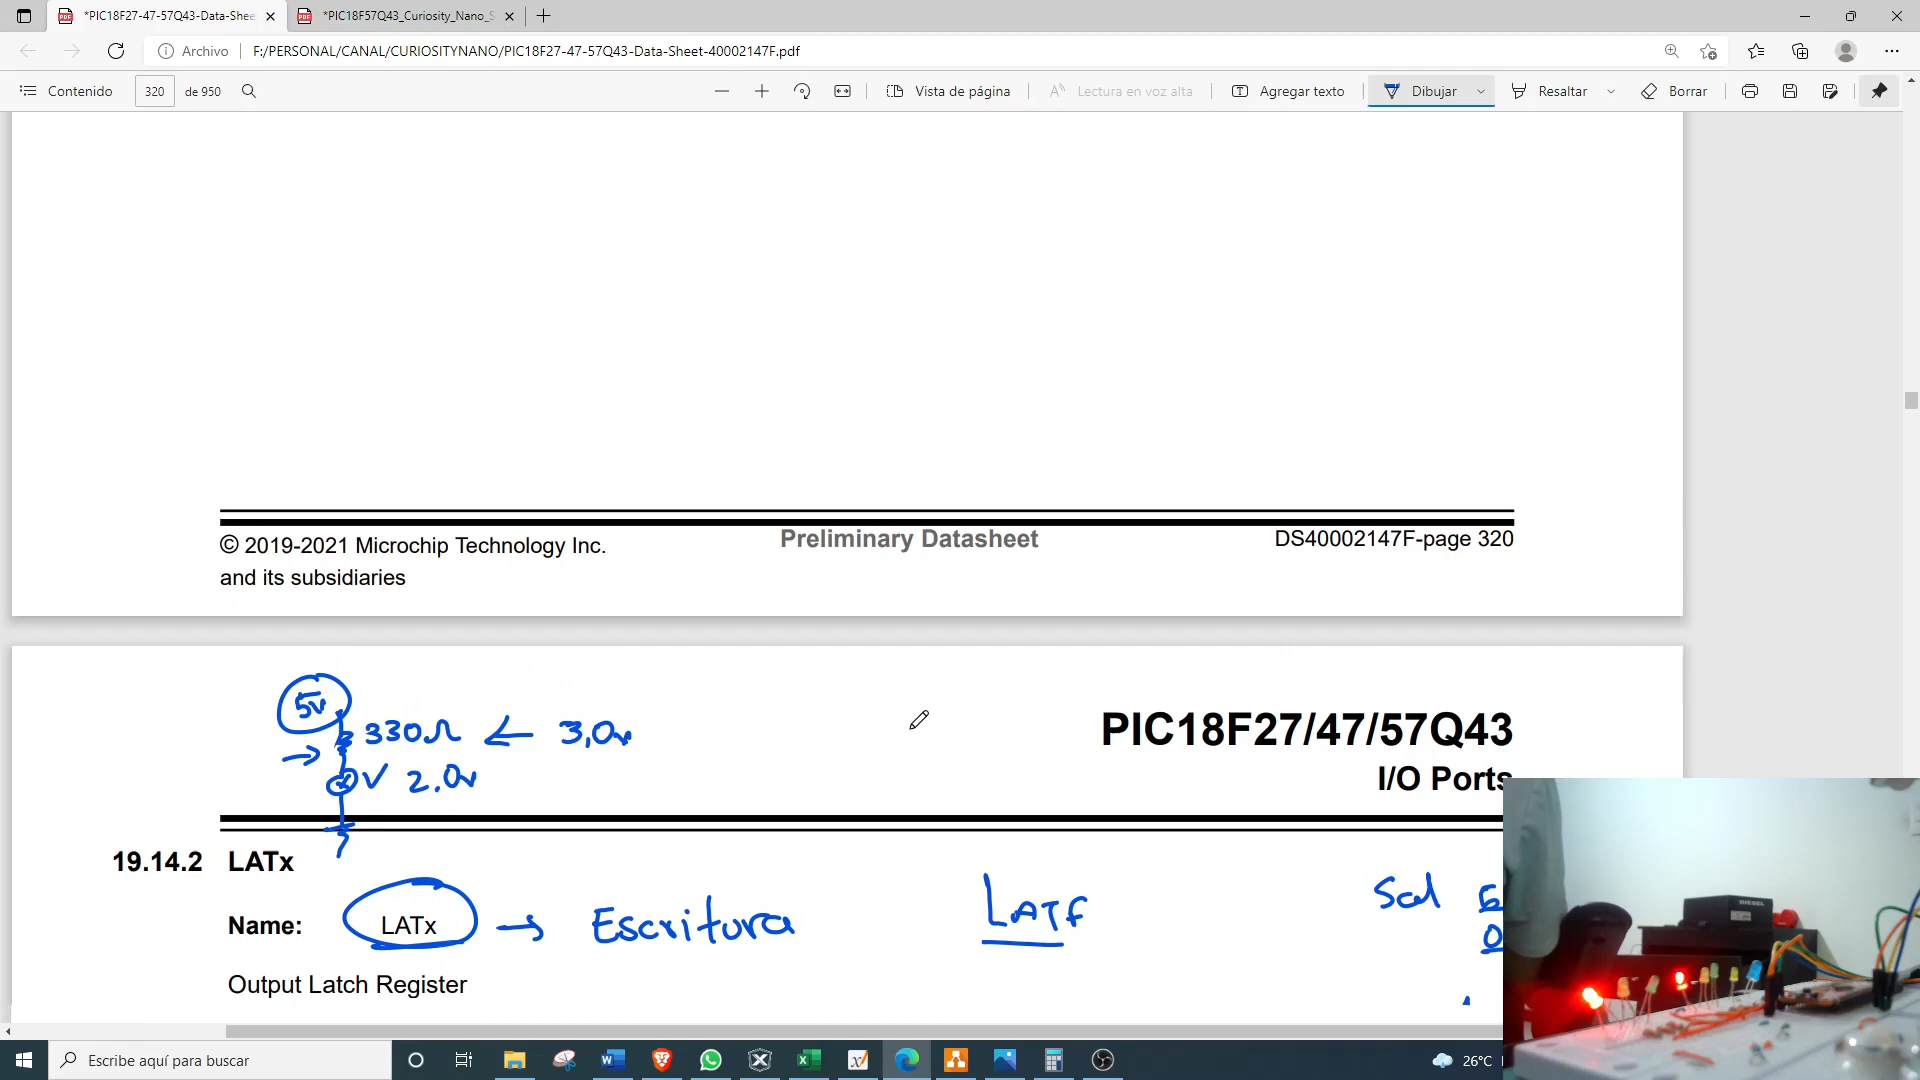 *PIC18F27-47-57Q43-Data-Shee
*PIC18F57Q43_Curiosity_Nano_S
Archivo
F:/PERSONAL/CANAL/CURIOSITYNANO/PIC18F27-47-57Q43-Data-Sheet-40002147F.pdf
Contenido
320
de 950
Vista de página
Lectura en voz alta
Agregar texto
Dibujar
Resaltar
Borrar
© 2019-2021 Microchip Technology Inc.
and its subsidiaries
Preliminary Datasheet
DS40002147F-page 320
5v
330Ω ← 3,0v
2.0v
PIC18F27/47/57Q43
I/O Ports
19.14.2 LATx
Name: LATx → Escritura
LATF
Sal
0
Output Latch Register
DIESEL
Escribe aquí para buscar
26°C